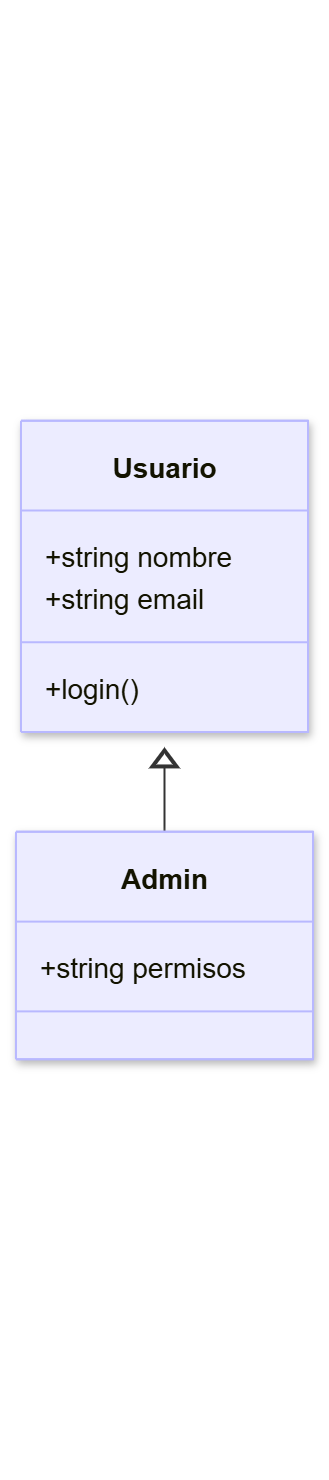 Usuario
+string nombre
+string email
+login()
Admin
+string permisos